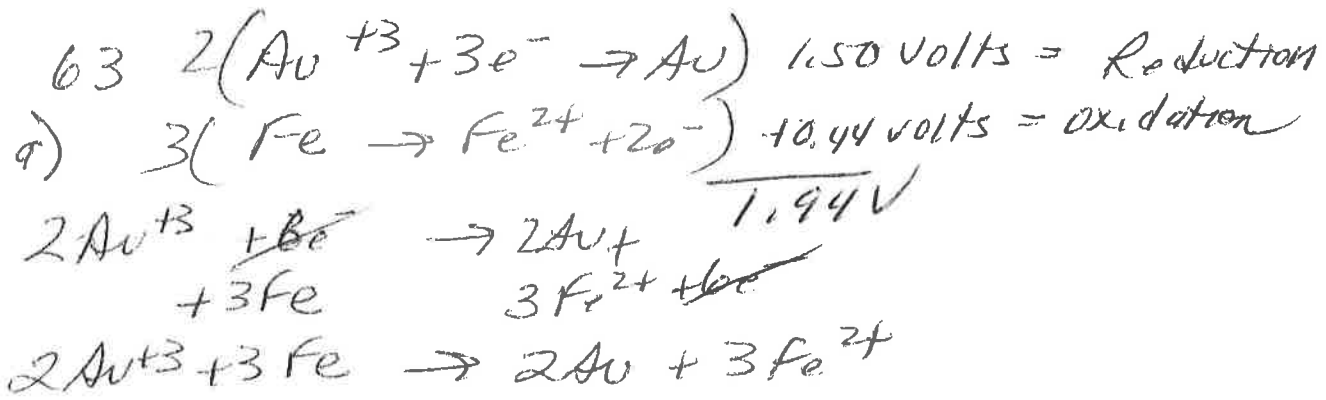 63 2(Au +3 + 3e⁻ → Au) 1.50 volts = Reduction
a) 3(Fe → Fe²⁺ + 2e⁻) +0.44 volts = oxidation
1.94V
2Au⁺³ +6e⁻ → 2Au +
+3Fe 3Fe²⁺ +6e⁻
2Au⁺³ + 3Fe → 2Au + 3Fe²⁺